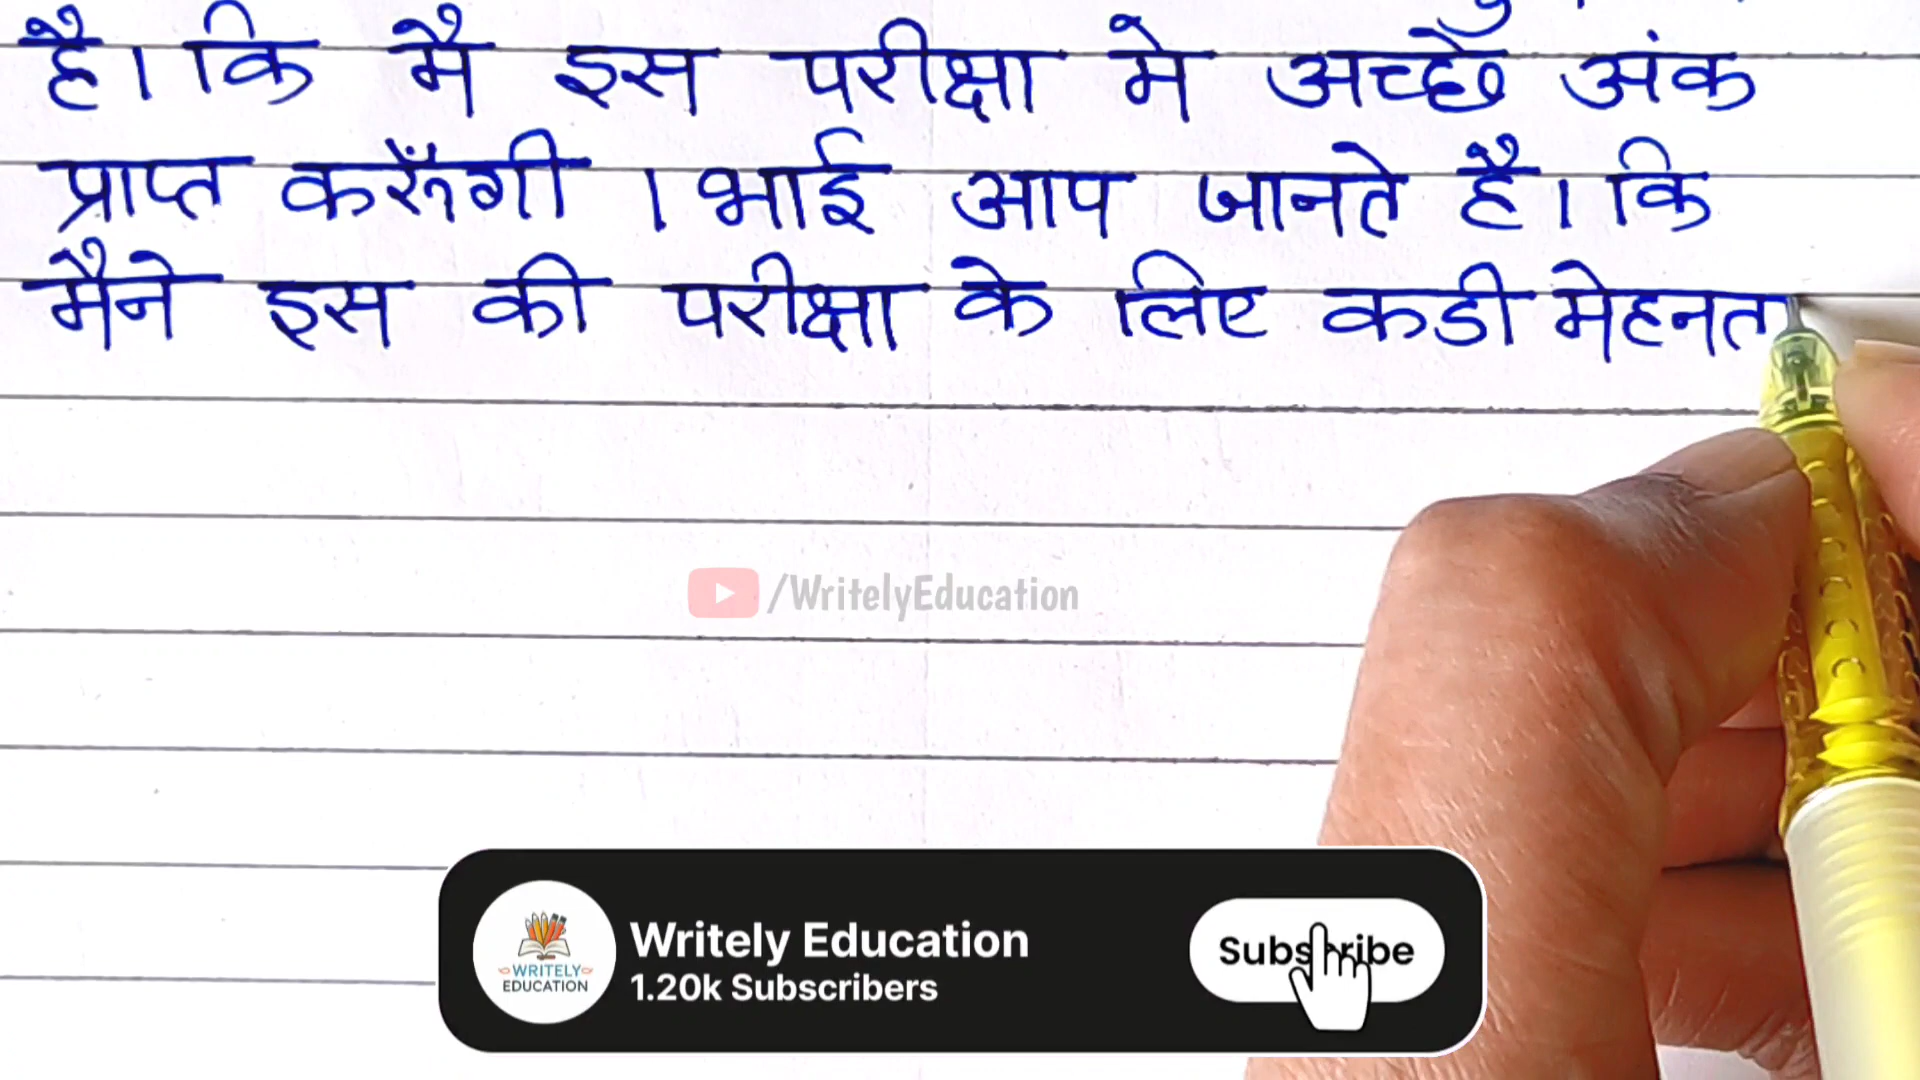 है। कि मै इस परीक्षा मे अच्छे अंक
प्राप्त करूँगी । भाई आप जानते है। कि
मैने इस की परीक्षा के लिए कडी मेहनत
/WritelyEducation
WRITELY
EDUCATION
Writely Education
1.20k Subscribers
Subscribe